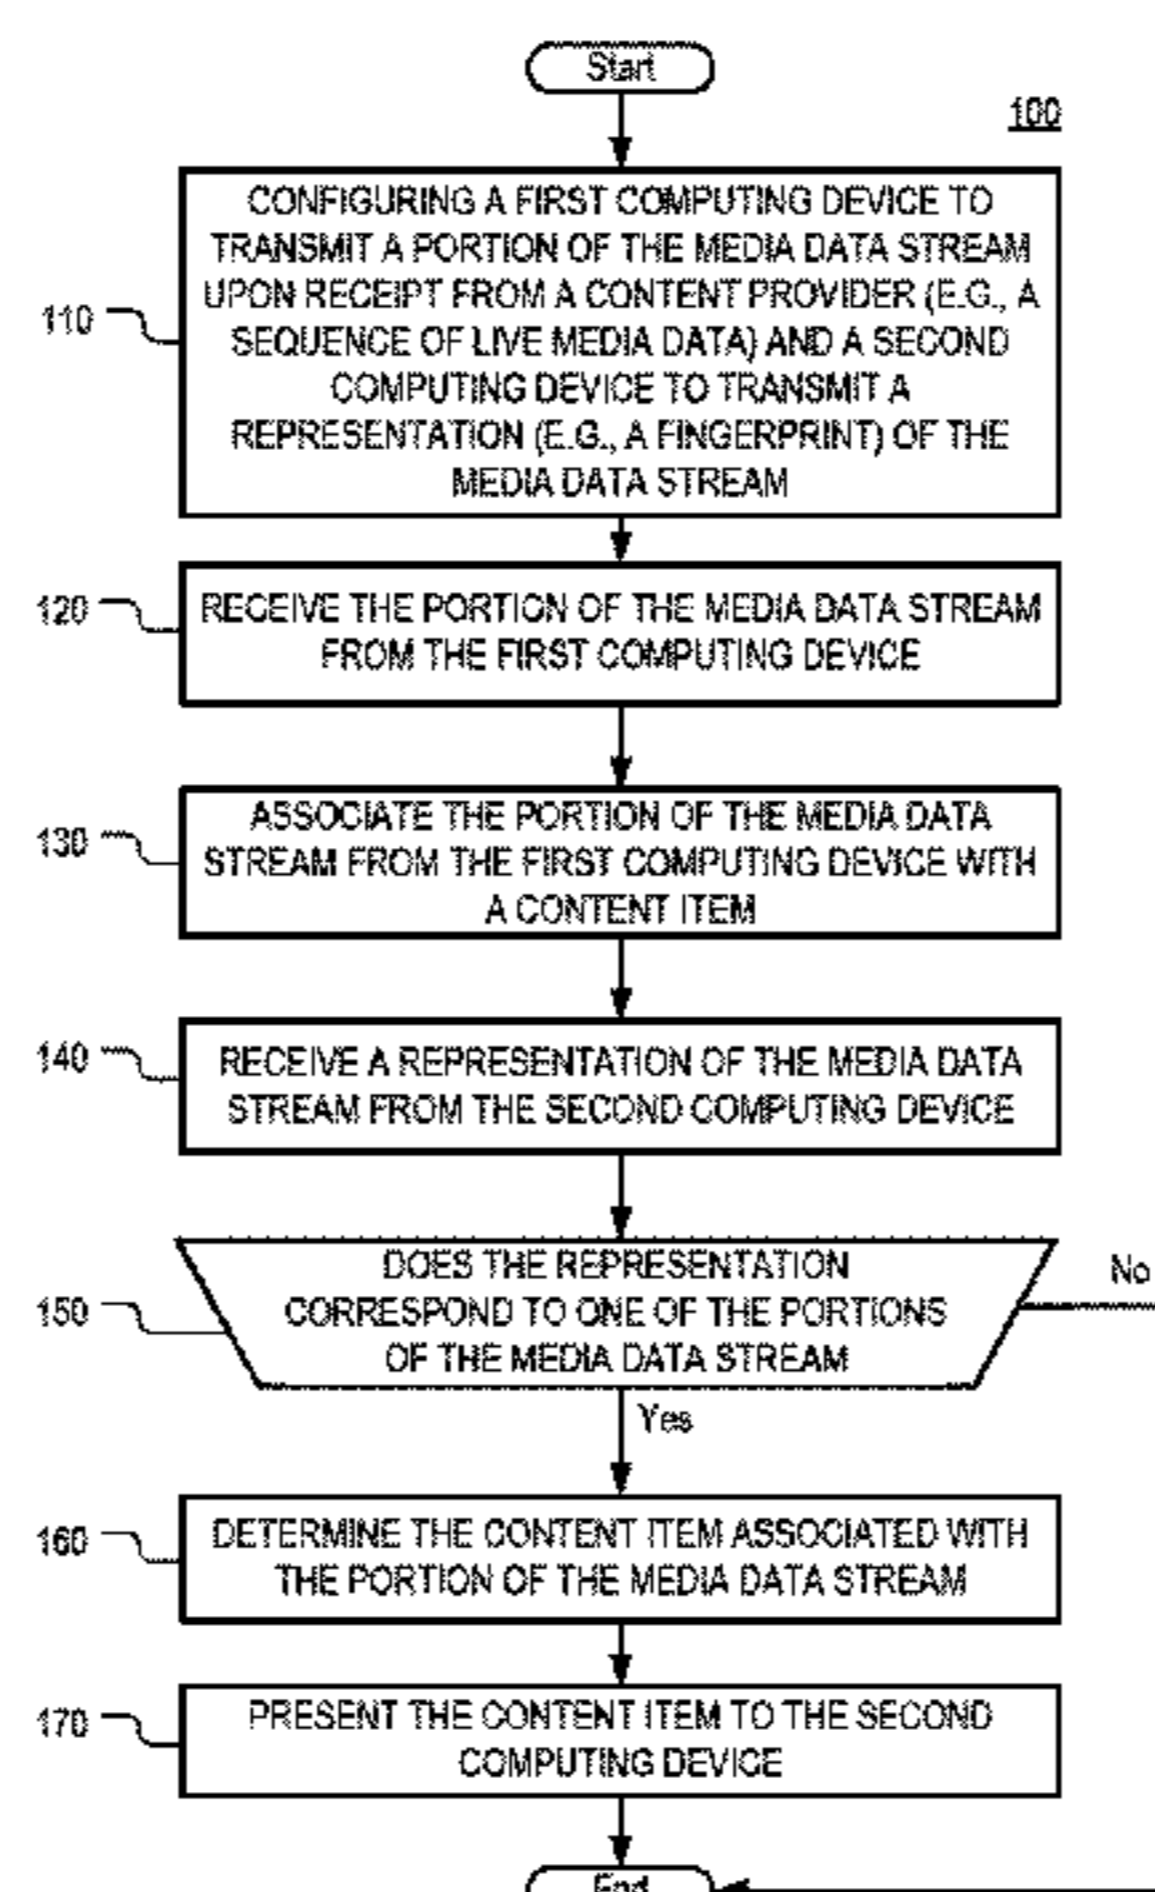 Start
100
CONFIGURING A FIRST COMPUTING DEVICE TO
TRANSMIT A PORTION OF THE MEDIA DATA STREAM
UPON RECEIPT FROM A CONTENT PROVIDER (E.G., A
SEQUENCE OF LIVE MEDIA DATA) AND A SECOND
COMPUTING DEVICE TO TRANSMIT A
REPRESENTATION (E.G., A FINGERPRINT) OF THE
MEDIA DATA STREAM
110
RECEIVE THE PORTION OF THE MEDIA DATA STREAM
FROM THE FIRST COMPUTING DEVICE
120
ASSOCIATE THE PORTION OF THE MEDIA DATA
STREAM FROM THE FIRST COMPUTING DEVICE WITH
A CONTENT ITEM
130
RECEIVE A REPRESENTATION OF THE MEDIA DATA
STREAM FROM THE SECOND COMPUTING DEVICE
140
DOES THE REPRESENTATION
CORRESPOND TO ONE OF THE PORTIONS
OF THE MEDIA DATA STREAM
150
No
Yes
DETERMINE THE CONTENT ITEM ASSOCIATED WITH
THE PORTION OF THE MEDIA DATA STREAM
160
PRESENT THE CONTENT ITEM TO THE SECOND
COMPUTING DEVICE
170
End